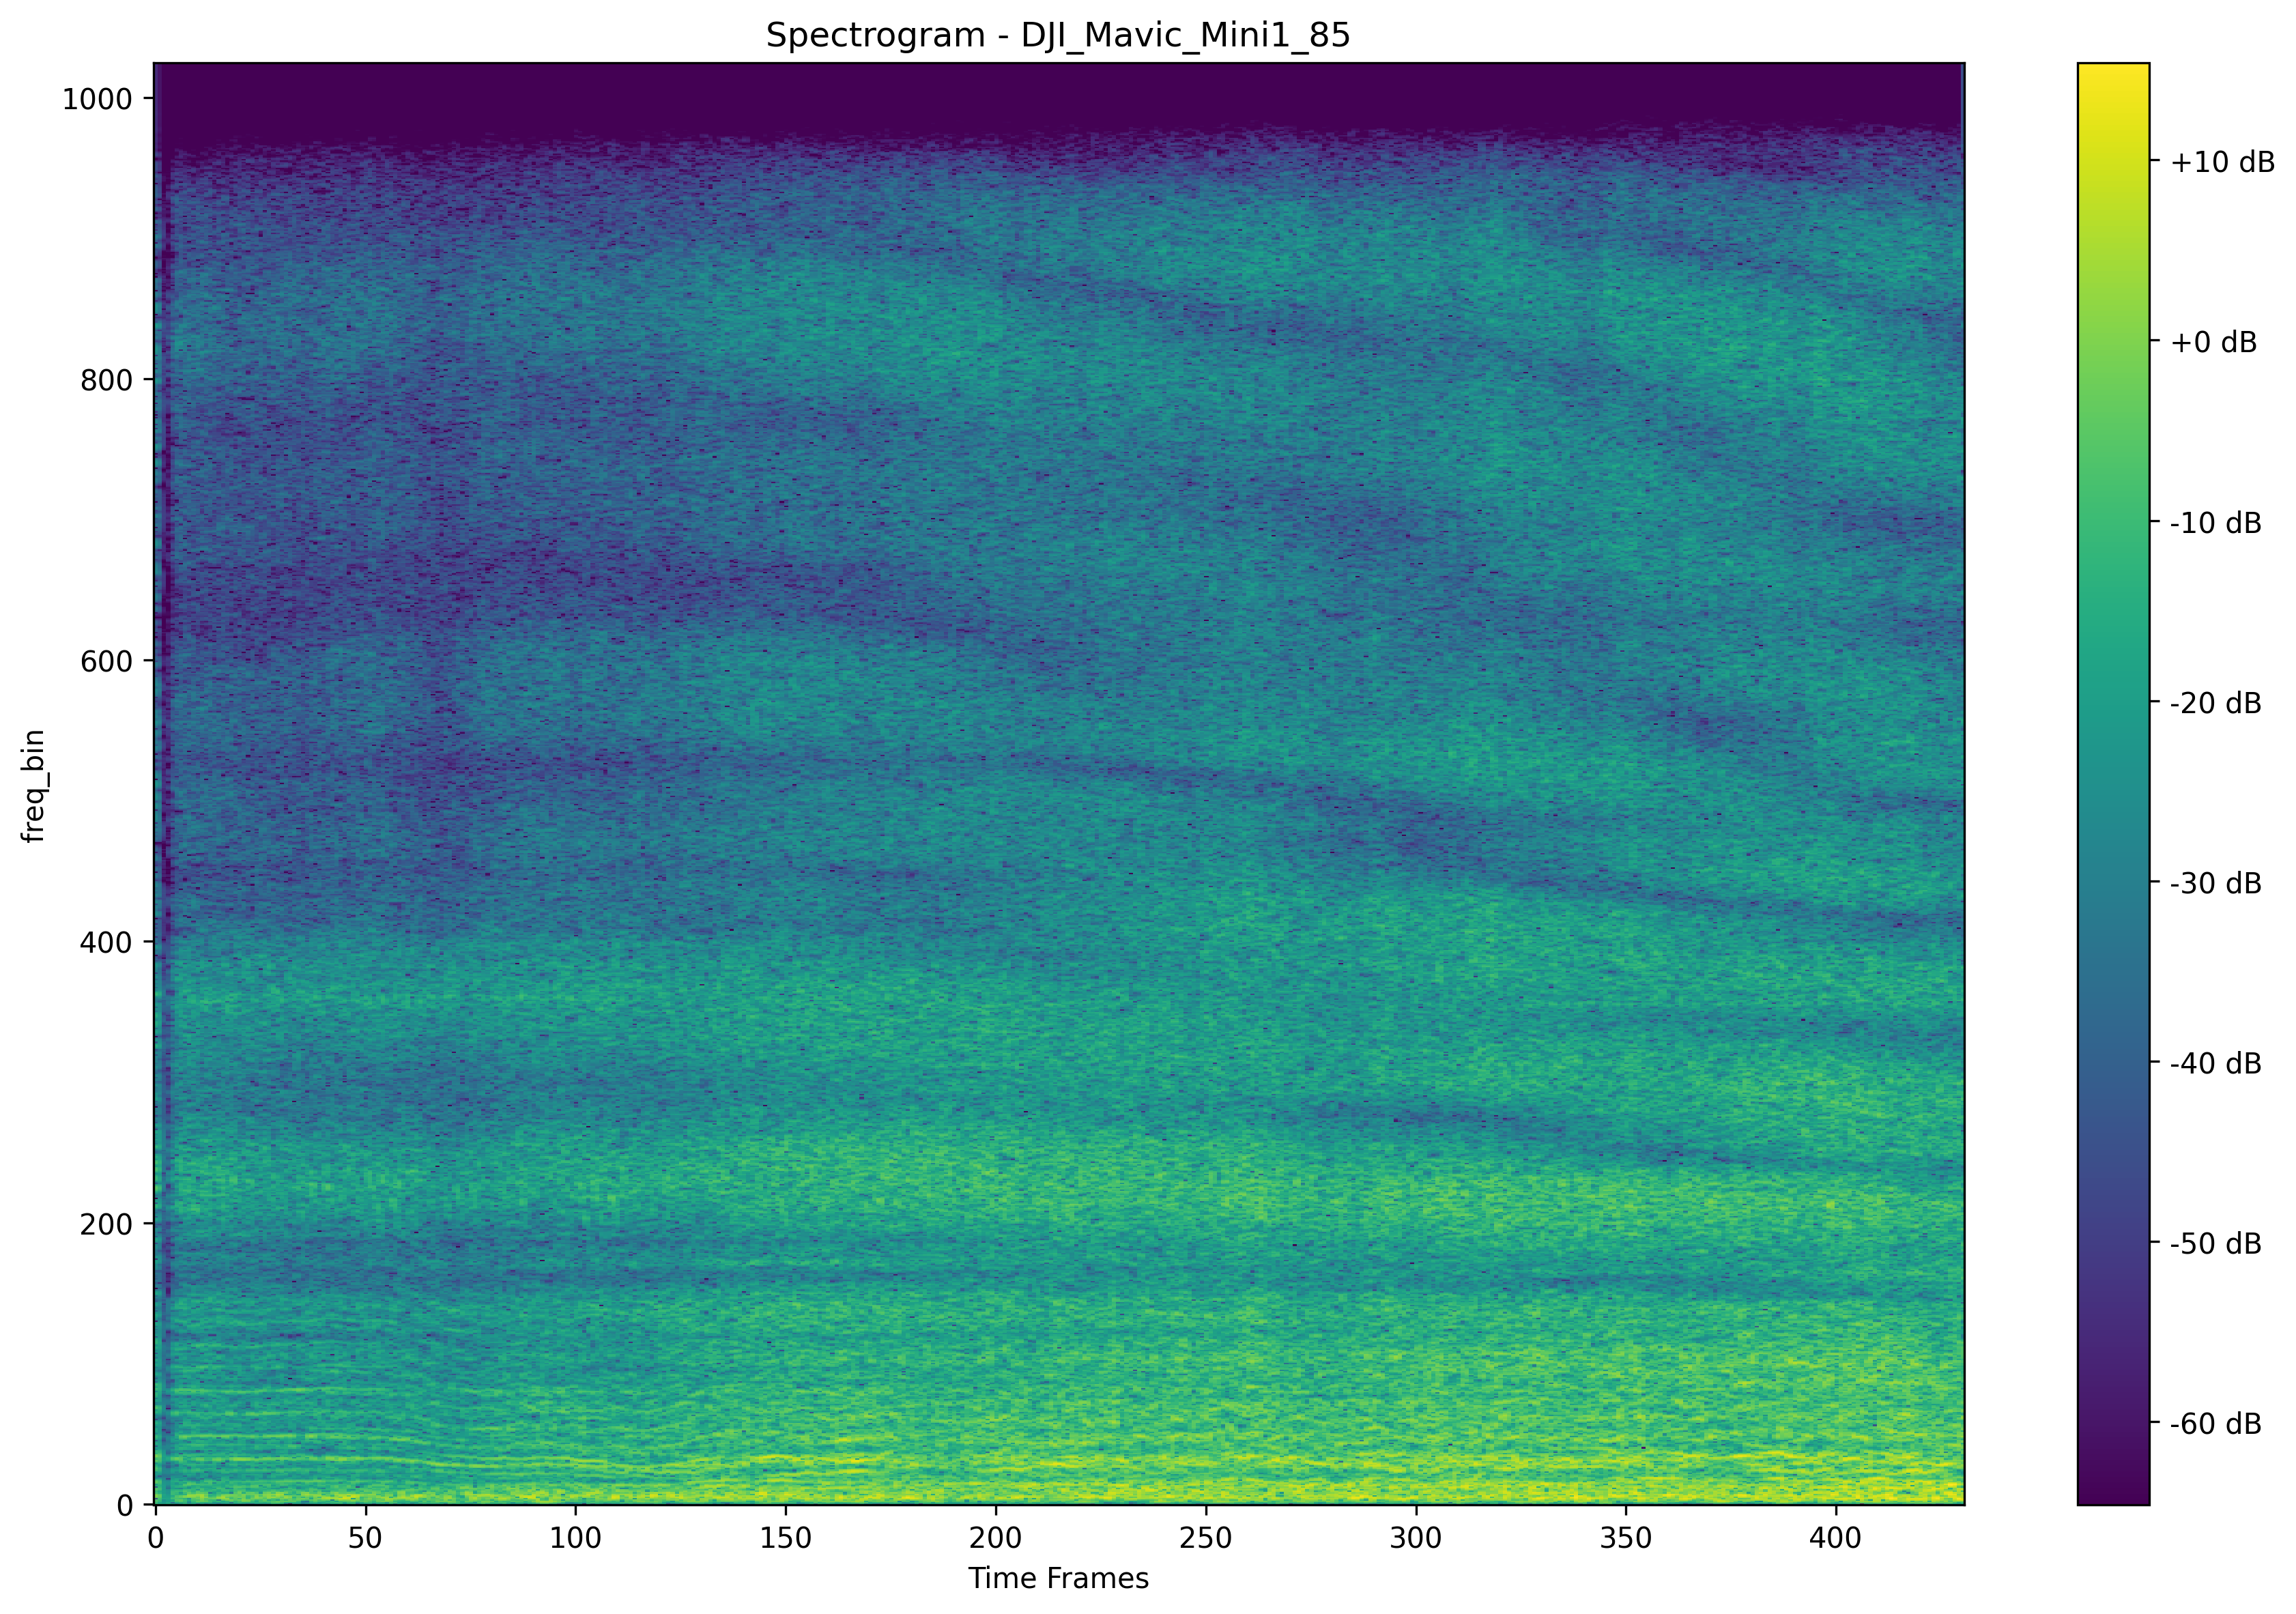 Spectrogram - DJI_Mavic_Mini1_85
1000
800
600
400
200
0
freq_bin
0 50 100 150 200 250 300 350 400
Time Frames
+10 dB
+0 dB
-10 dB
-20 dB
-30 dB
-40 dB
-50 dB
-60 dB